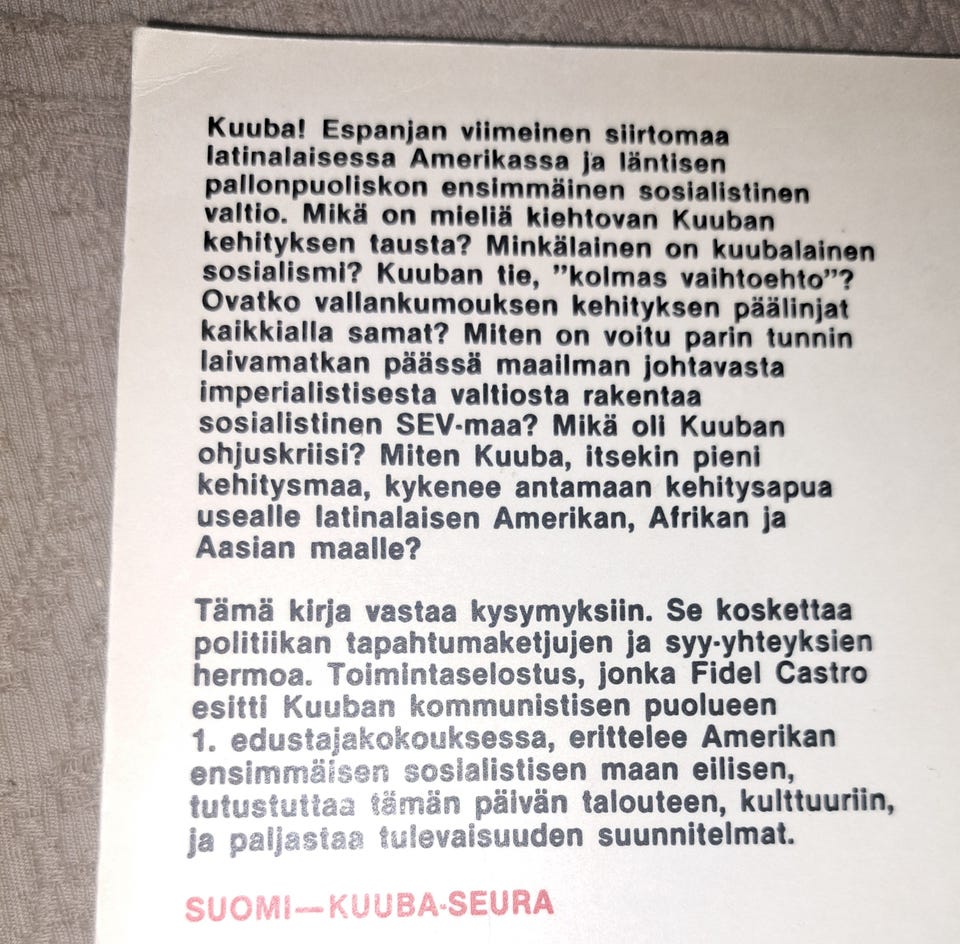 Kuuba! Espanjan viimeinen siirtomaa
latinalaisessa Amerikassa ja läntisen
pallonpuoliskon ensimmäinen sosialistinen
valtio. Mikä on mieliä kiehtovan Kuuban
kehityksen tausta? Minkälainen on kuubalainen
sosialismi? Kuuban tie, ”kolmas vaihtoehto”?
Ovatko vallankumouksen kehityksen päälinjat
kaikkialla samat? Miten on voitu parin tunnin
laivamatkan päässä maailman johtavasta
imperialistisesta valtiosta rakentaa
sosialistinen SEV-maa? Mikä oli Kuuban
ohjuskriisi? Miten Kuuba, itsekin pieni
kehitysmaa, kykenee antamaan kehitysapua
usealle latinalaisen Amerikan, Afrikan ja
Aasian maalle?
Tämä kirja vastaa kysymyksiin. Se koskettaa
politiikan tapahtumaketjujen ja syy-yhteyksien
hermoa. Toimintaselostus, jonka Fidel Castro
esitti Kuuban kommunistisen puolueen
1. edustajakokouksessa, erittelee Amerikan
ensimmäisen sosialistisen maan eilisen,
tutustuttaa tämän päivän talouteen, kulttuuriin,
ja paljastaa tulevaisuuden suunnitelmat.
SUOMI—KUUBA-SEURA